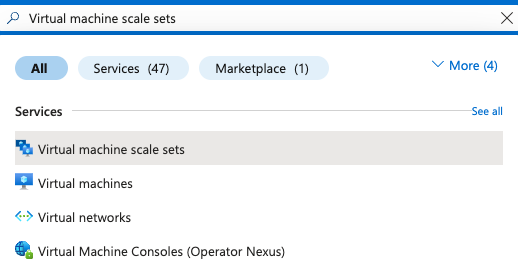 Virtual machine scale sets
All Services (47) Marketplace (1) More (4)
Services See all
Virtual machine scale sets
Virtual machines
Virtual networks
Virtual Machine Consoles (Operator Nexus)